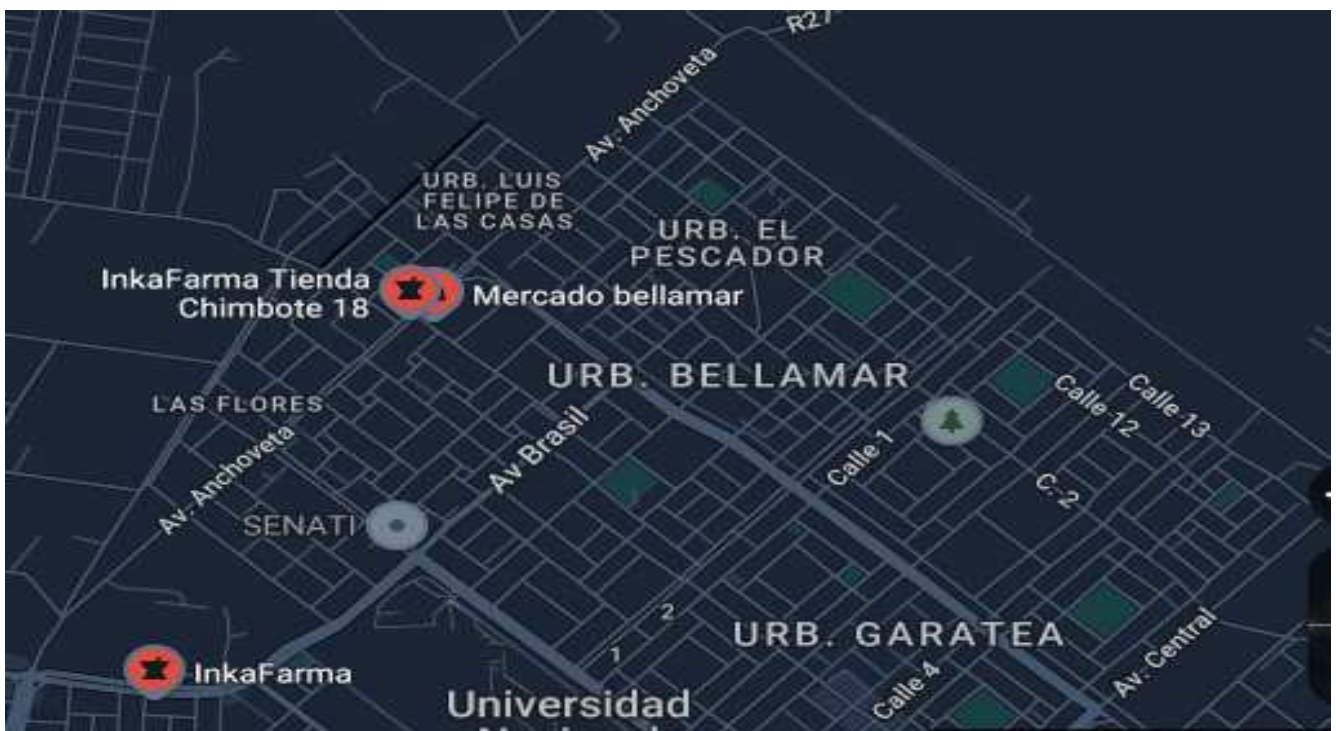 R27
Av. Anchoveta
URB. LUIS
FELIPE DE
LAS CASAS
URB. EL
PESCADOR
InkaFarma Tienda
Chimbote 18
Mercado bellamar
URB. BELLAMAR
LAS FLORES
Calle 12
Calle 13
Av Brasil
Av. Anchoveta
Calle 1
C. 2
SENATI
2
1
URB. GARATEA
Av. Central
InkaFarma
Calle 4
Universidad